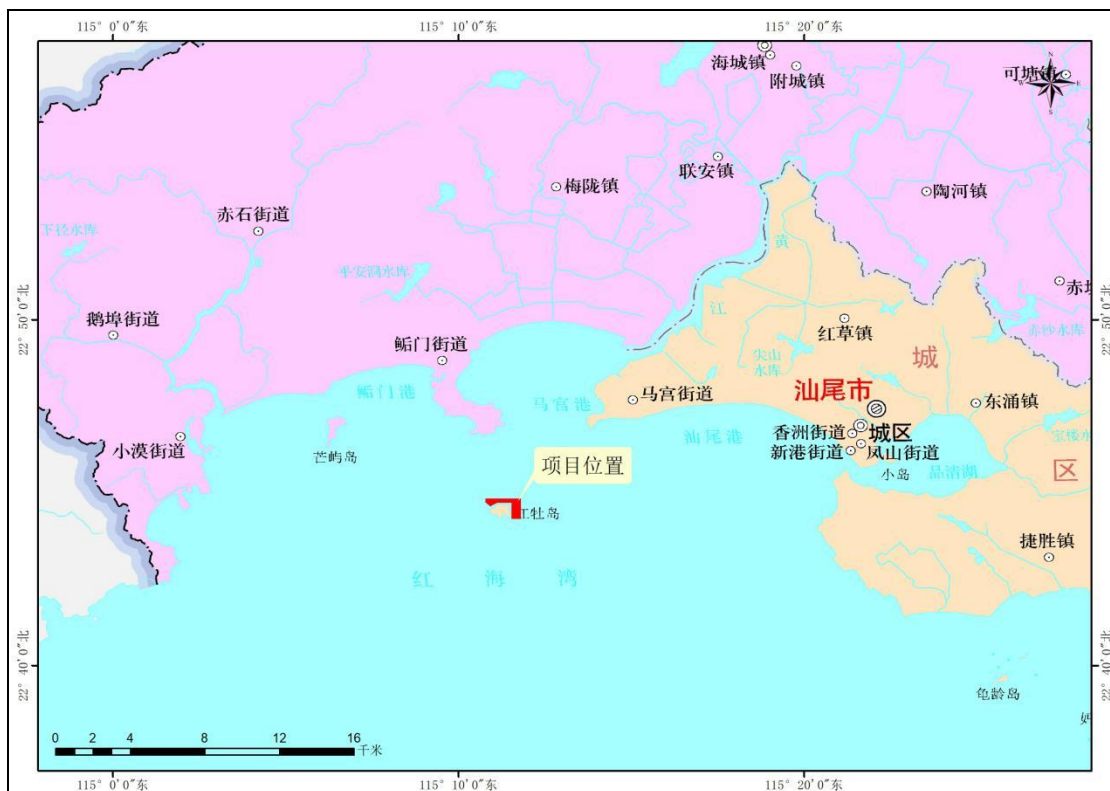 115° 0′0″东
115° 10′0″东
115° 20′0″东
海城镇
附城镇
可塘镇
N
W
E
S
联安镇
梅陇镇
陶河镇
赤石街道
下径水库
黄
平安洞水库
22° 50′0″北
22° 50′0″北
鹅埠街道
江
红草镇
赤沙水库
鲘门街道
尖山
水库
城
鲘门港
马宫港
马宫街道
汕尾市
东涌镇
汕尾港
香洲街道
城区
小漠街道
新港街道
凤山街道
芒屿岛
项目位置
小岛
品清湖
区
江牡岛
捷胜镇
红海湾
22° 40′0″北
22° 40′0″北
龟龄岛
0 2 4 8 12 16
千米
115° 0′0″东
115° 10′0″东
115° 20′0″东